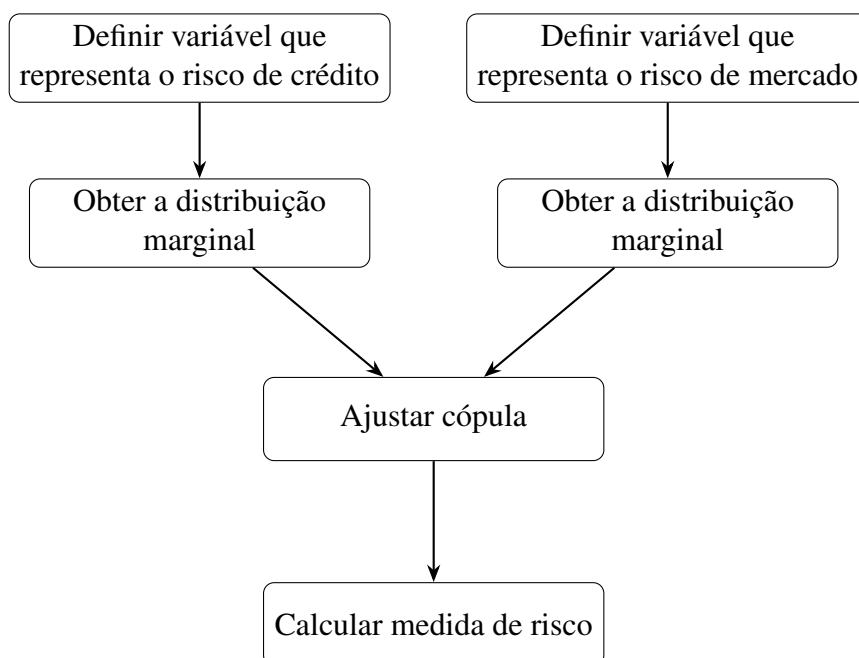 Definir variável que
representa o risco de crédito
Definir variável que
representa o risco de mercado
Obter a distribuição
marginal
Obter a distribuição
marginal
Ajustar cópula
Calcular medida de risco